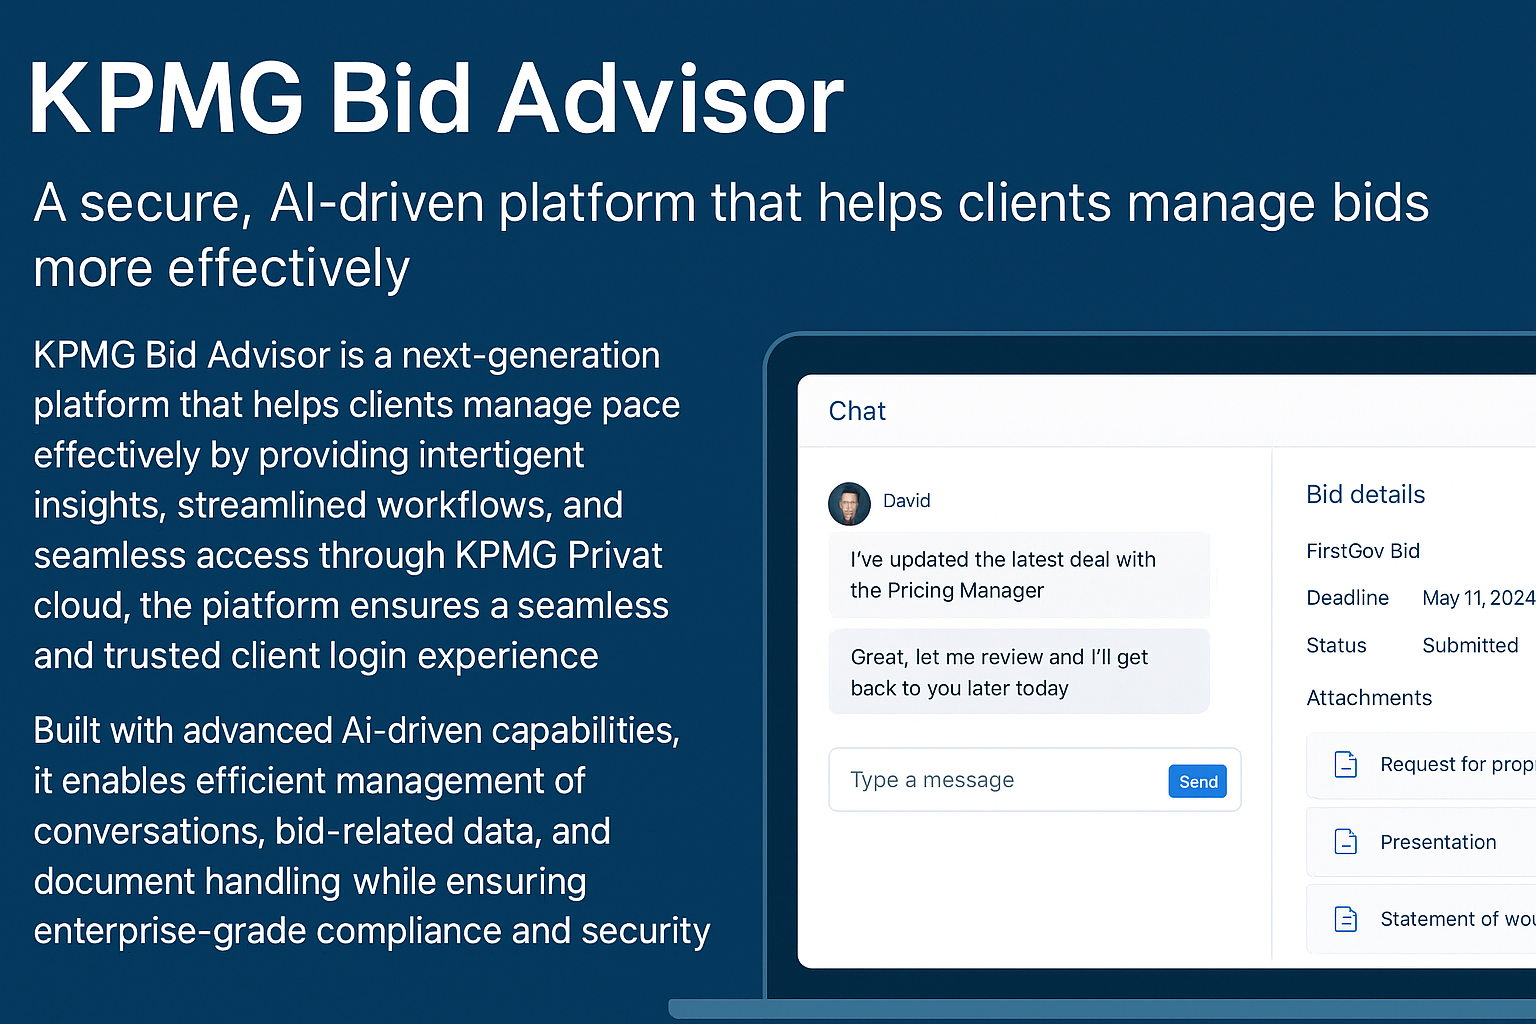 KPMG Bid Advisor
A secure, AI-driven platform that helps clients manage bids
more effectively
KPMG Bid Advisor is a next-generation
platform that helps clients manage pace
effectively by providing intertigent
insights, streamlined workflows, and
seamless access through KPMG Privat
cloud, the piatform ensures a seamless
and trusted client login experience
Built with advanced Ai-driven capabilities,
it enables efficient management of
conversations, bid-related data, and
document handling while ensuring
enterprise-grade compliance and security
Chat
David
I've updated the latest deal with
the Pricing Manager
Great, let me review and I'll get
back to you later today
Type a message
Send
Bid details
FirstGov Bid
Deadline May 11, 2024
Status Submitted
Attachments
Request for prop
Presentation
Statement of wou